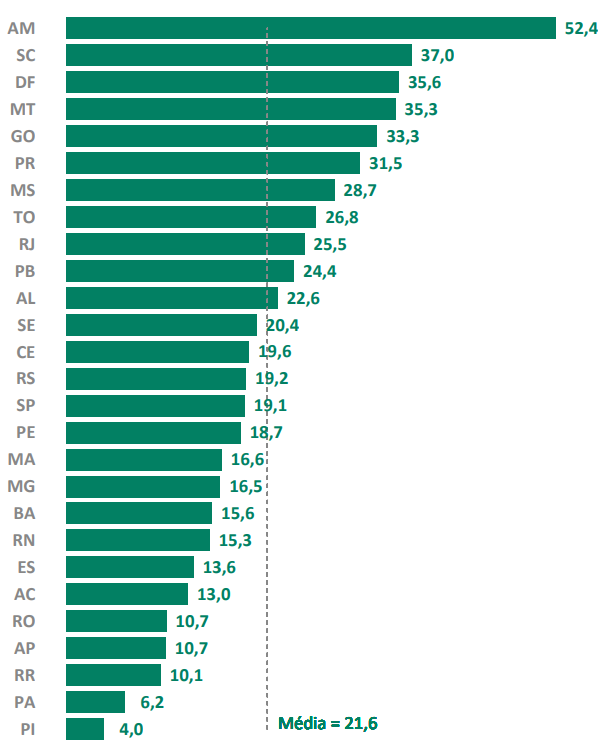 AM 52,4
SC 37,0
DF 35,6
MT 35,3
GO 33,3
PR 31,5
MS 28,7
TO 26,8
RJ 25,5
PB 24,4
AL 22,6
SE 20,4
CE 19,6
RS 19,2
SP 19,1
PE 18,7
MA 16,6
MG 16,5
BA 15,6
RN 15,3
ES 13,6
AC 13,0
RO 10,7
AP 10,7
RR 10,1
PA 6,2
PI 4,0
Média = 21,6